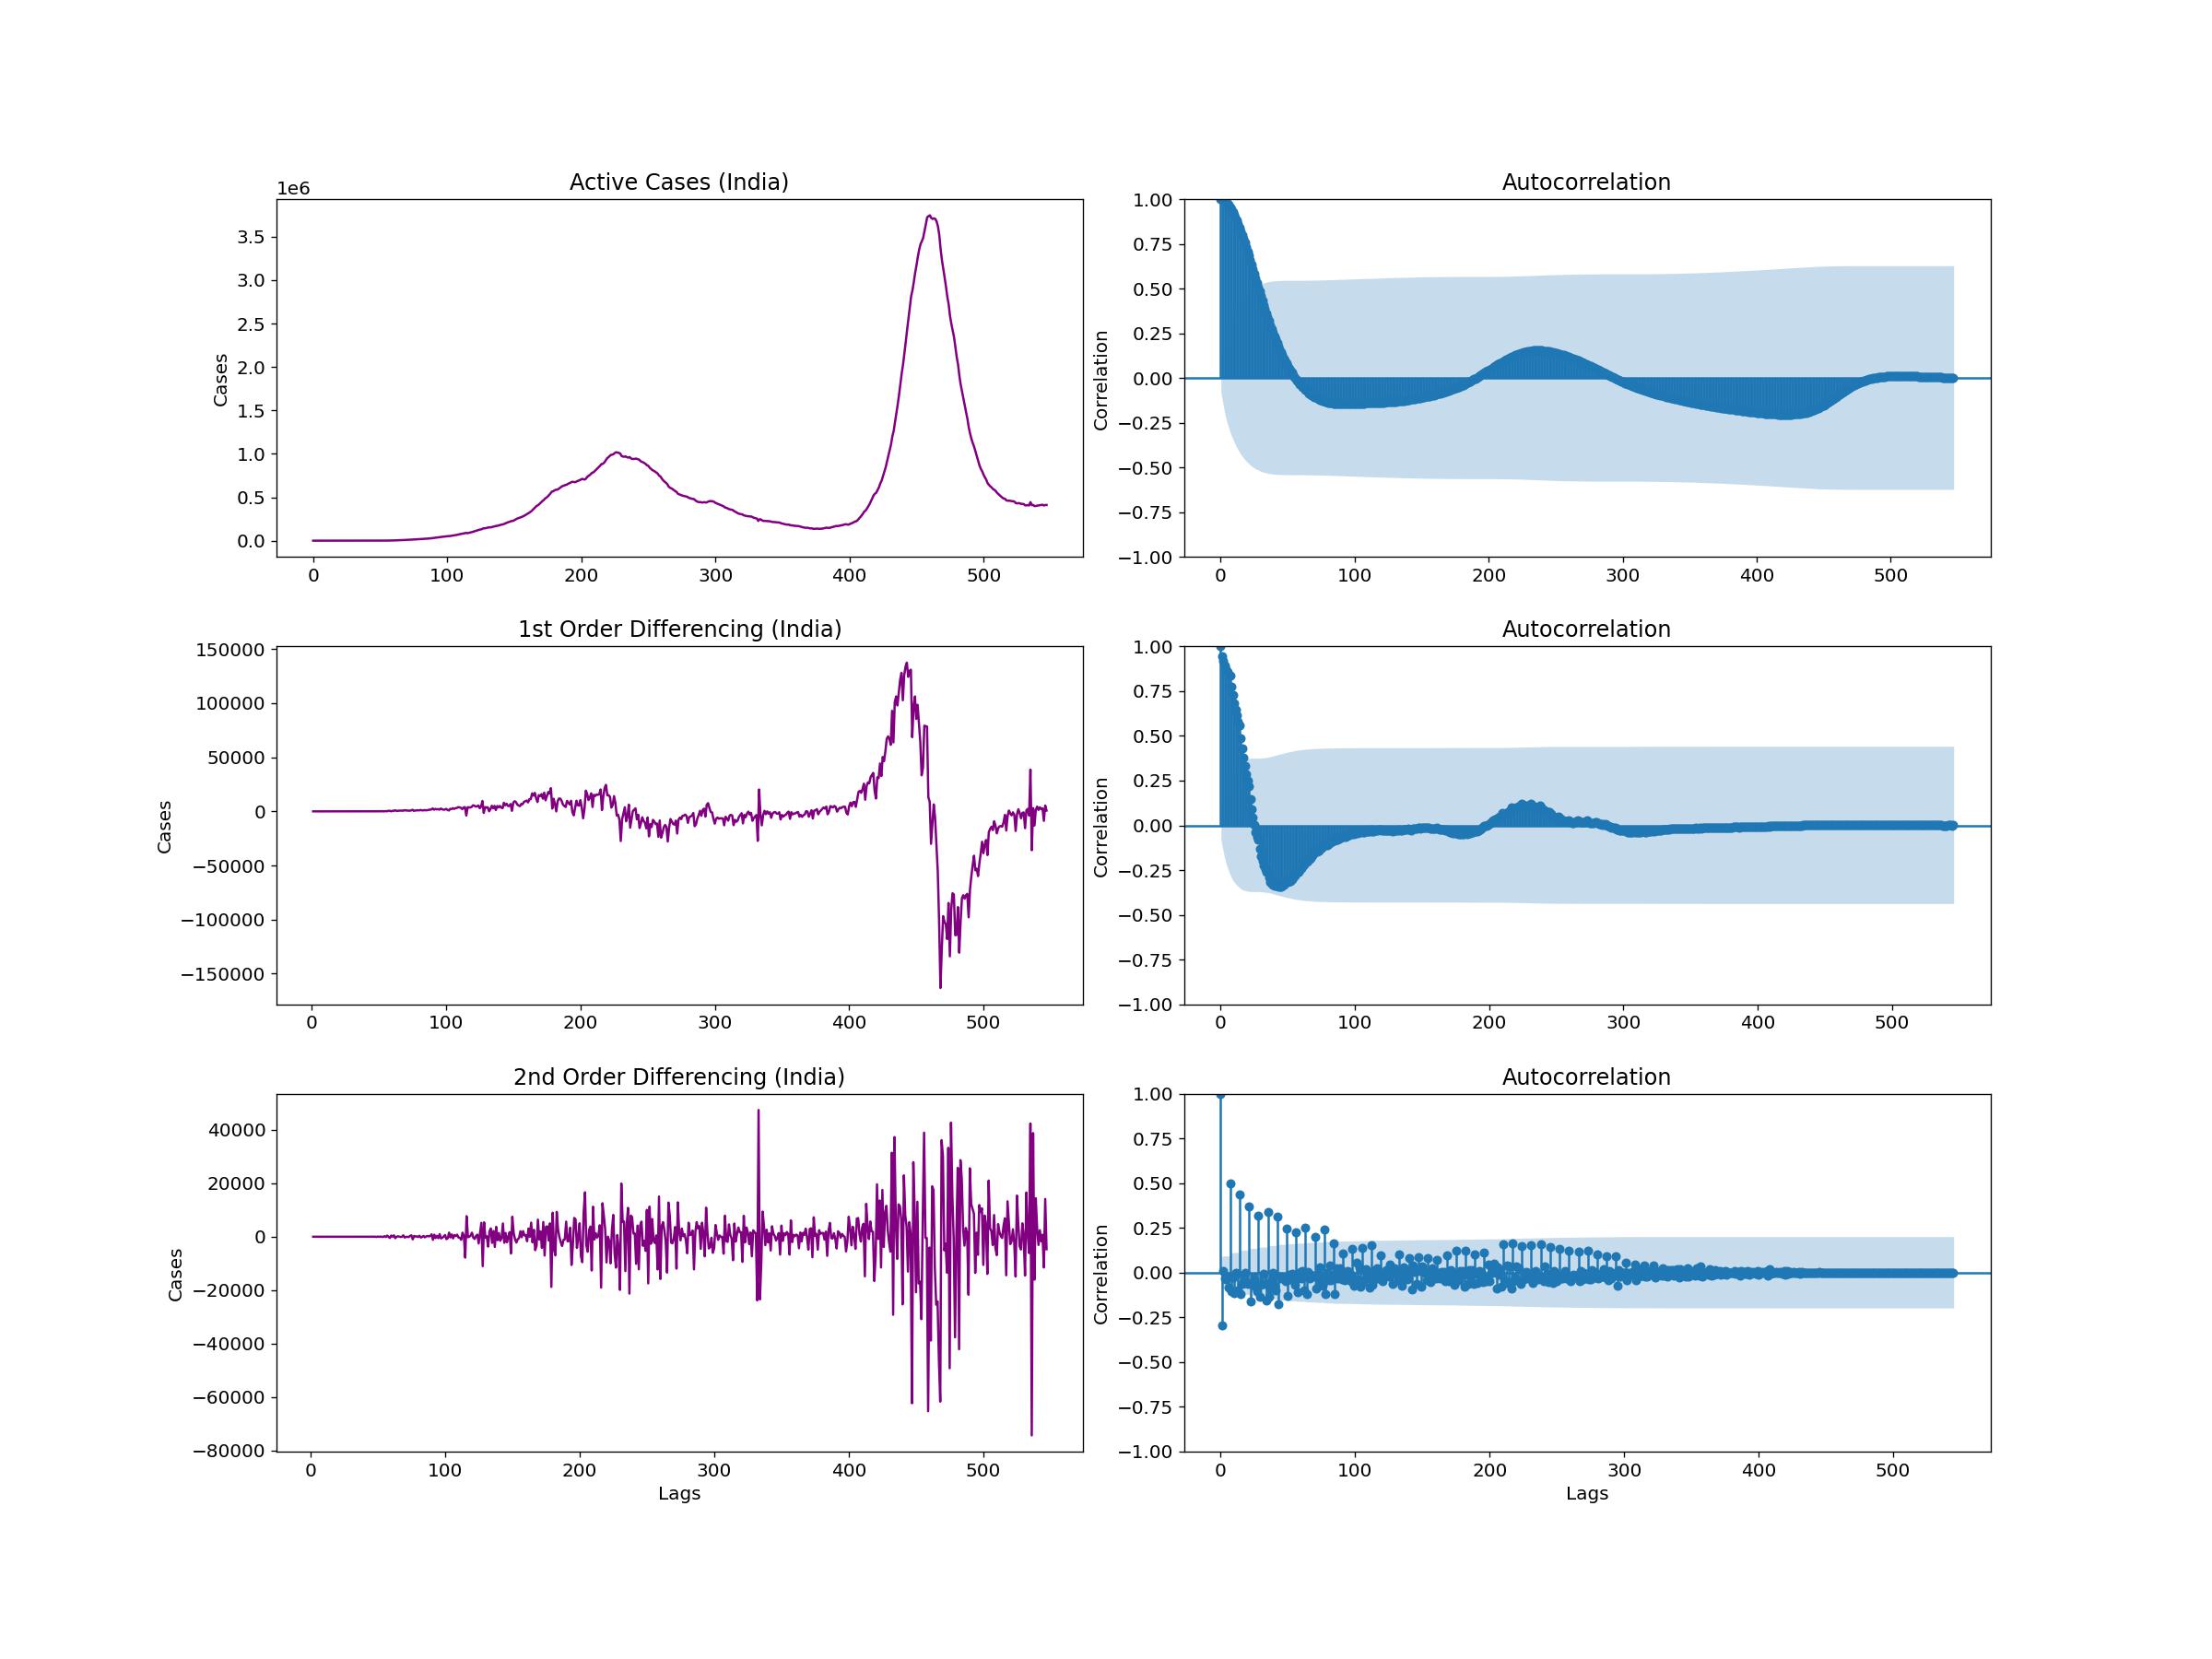 Active Cases (India)
1e6
3.5
3.0
2.5
2.0
1.5
1.0
0.5
0.0
Cases
0 100 200 300 400 500
Autocorrelation
1.00
0.75
0.50
0.25
0.00
−0.25
−0.50
−0.75
−1.00
Correlation
0 100 200 300 400 500
1st Order Differencing (India)
150000
100000
50000
0
−50000
−100000
−150000
Cases
0 100 200 300 400 500
Autocorrelation
1.00
0.75
0.50
0.25
0.00
−0.25
−0.50
−0.75
−1.00
Correlation
0 100 200 300 400 500
2nd Order Differencing (India)
40000
20000
0
−20000
−40000
−60000
−80000
Cases
0 100 200 300 400 500
Lags
Autocorrelation
1.00
0.75
0.50
0.25
0.00
−0.25
−0.50
−0.75
−1.00
Correlation
0 100 200 300 400 500
Lags